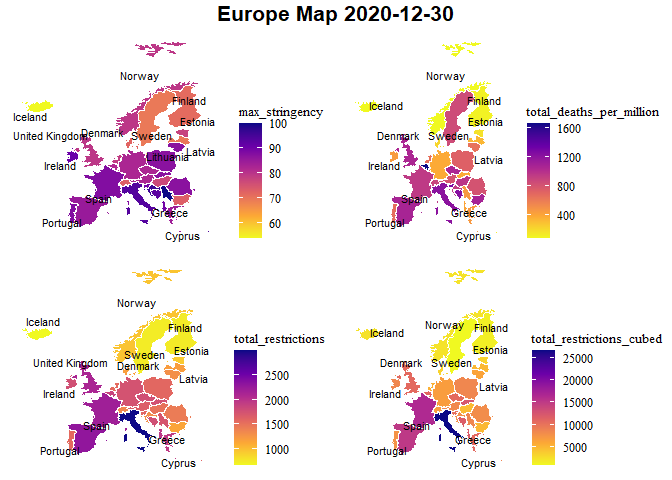 Europe Map 2020-12-30
Norway
Finland
Iceland
Estonia
United Kingdom
Denmark
Sweden
Latvia
Lithuania
Ireland
Spain
Greece
Portugal
Cyprus
max_stringency
100
90
80
70
60
Norway
Iceland
Finland
Estonia
Denmark
Sweden
Latvia
Ireland
Spain
Greece
Portugal
Cyprus
total_deaths_per_million
1600
1200
800
400
Norway
Iceland
Finland
Estonia
Sweden
United Kingdom
Denmark
Latvia
Ireland
Spain
Greece
Portugal
Cyprus
total_restrictions
2500
2000
1500
1000
Norway
Iceland
Finland
Estonia
Denmark
Sweden
Latvia
Ireland
Spain
Greece
Portugal
Cyprus
total_restrictions_cubed
25000
20000
15000
10000
5000